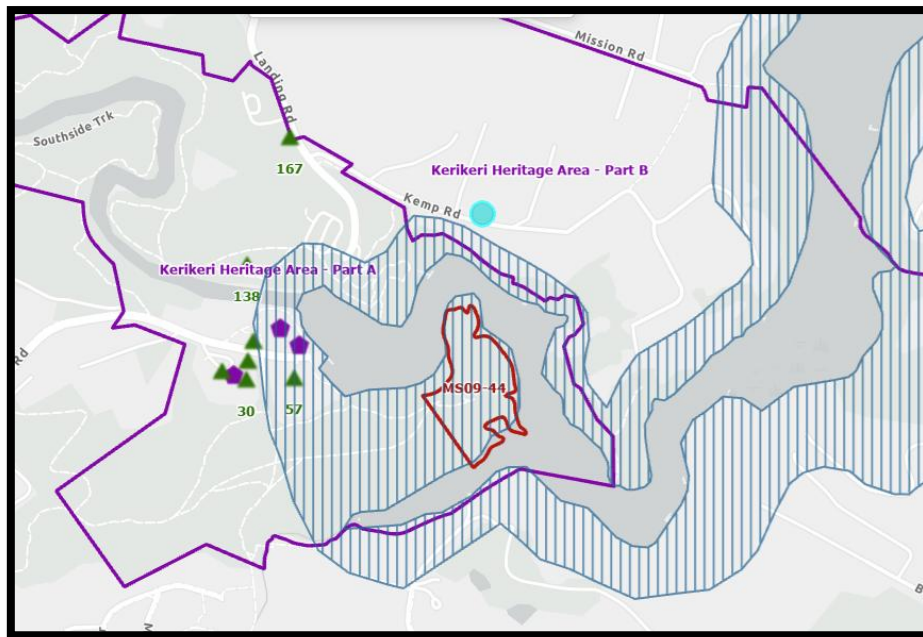 Mission Rd
Landing Rd
Southside Trk
167
Kerikeri Heritage Area - Part B
Kemp Rd
Kerikeri Heritage Area - Part A
138
Rd
MS09-44
30
57